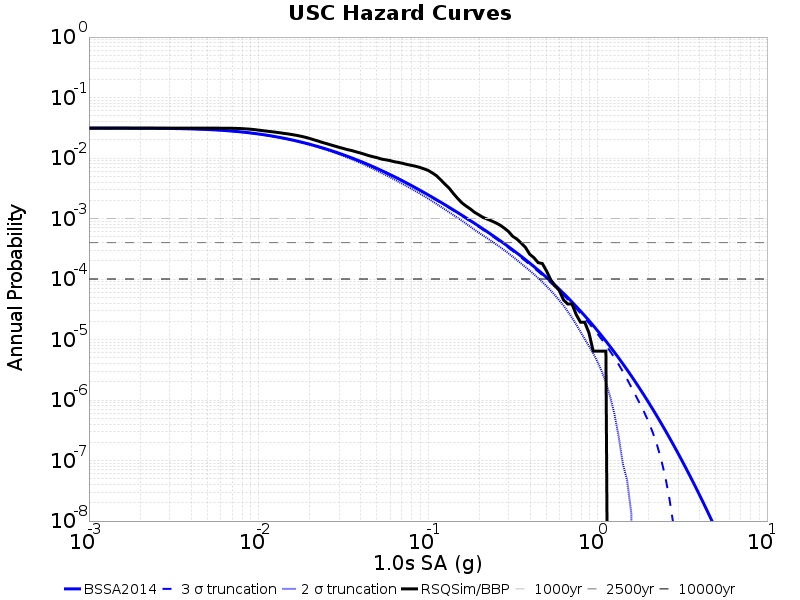 USC Hazard Curves
10^0
10^-1
10^-2
10^-3
10^-4
10^-5
10^-6
10^-7
10^-8
Annual Probability
10^-3 10^-2 10^-1 10^0 10^1
1.0s SA (g)
BSSA2014 3 σ truncation 2 σ truncation RSQSim/BBP 1000yr 2500yr 10000yr